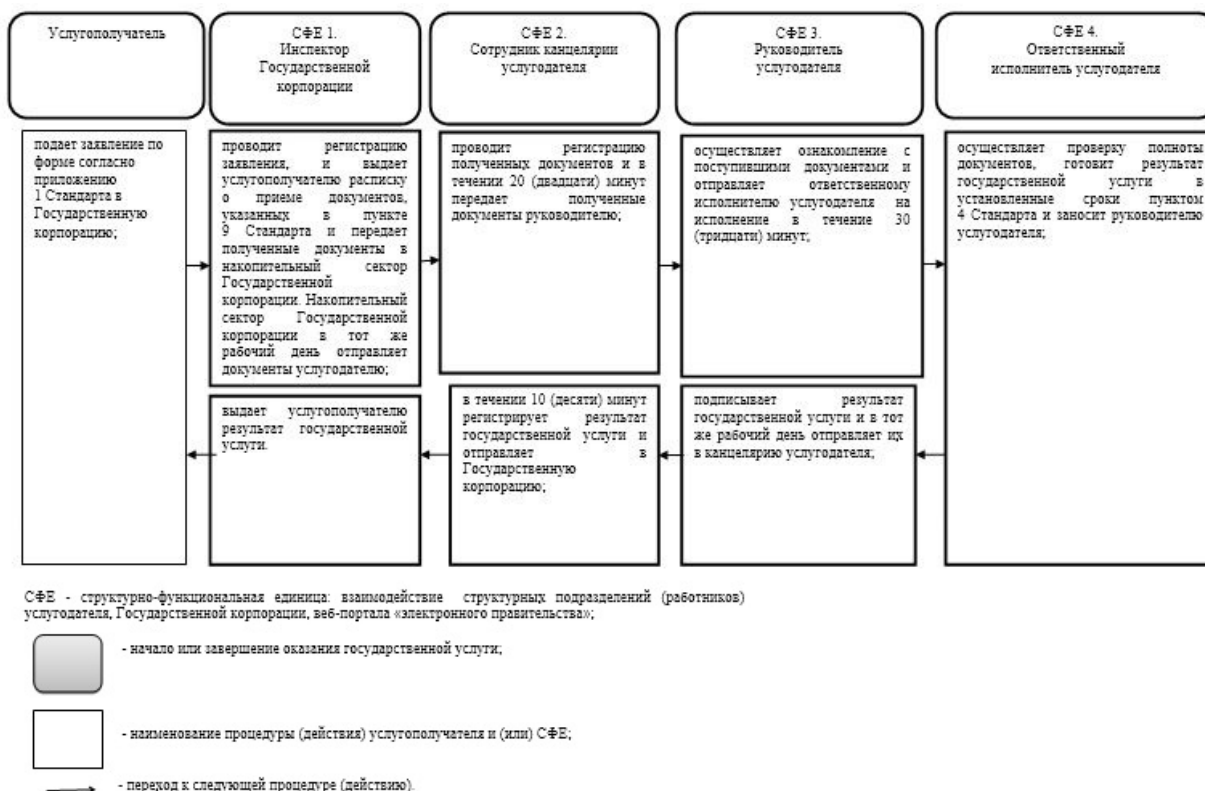 Услугополучатель
СФЕ 1.
Инспектор
Государственной
корпорации
СФЕ 2.
Сотрудник канцелярии
услугодателя
СФЕ 3.
Руководитель
услугодателя
СФЕ 4.
Ответственный
исполнитель услугодателя
подает заявление по
форме согласно
приложению
1 Стандарта в
Государственную
корпорацию;
проводит регистрацию
заявления, и выдает
услугополучателю расписку
о приеме документов,
указанных в пункте
9 Стандарта и передает
полученные документы в
накопительный сектор
Государственной
корпорации. Накопительный
сектор Государственной
корпорации в тот же
рабочий день отправляет
документы услугодателю;
проводит регистрацию
полученных документов и в
течении 20 (двадцати) минут
передает полученные
документы руководителю;
осуществляет ознакомление с
поступившими документами и
отправляет ответственному
исполнителю услугодателя на
исполнение в течение 30
(тридцати) минут;
осуществляет проверку полноты
документов, готовит результат
государственной услуги в
установленные сроки пунктом
4 Стандарта и заносит руководителю
услугодателя;
выдает услугополучателю
результат государственной
услуги.
в течении 10 (десяти) минут
регистрирует результат
государственной услуги и
отправляет в
Государственную
корпорацию;
подписывает результат
государственной услуги и в тот
же рабочий день отправляет их
в канцелярию услугодателя;
СФЕ - структурно-функциональная единица: взаимодействие структурных подразделений (работников)
услугодателя, Государственной корпорации, веб-портала «электронного правительства»;
- начало или завершение оказания государственной услуги;
- наименование процедуры (действия) услугополучателя и (или) СФЕ;
- переход к следующей процедуре (действию).